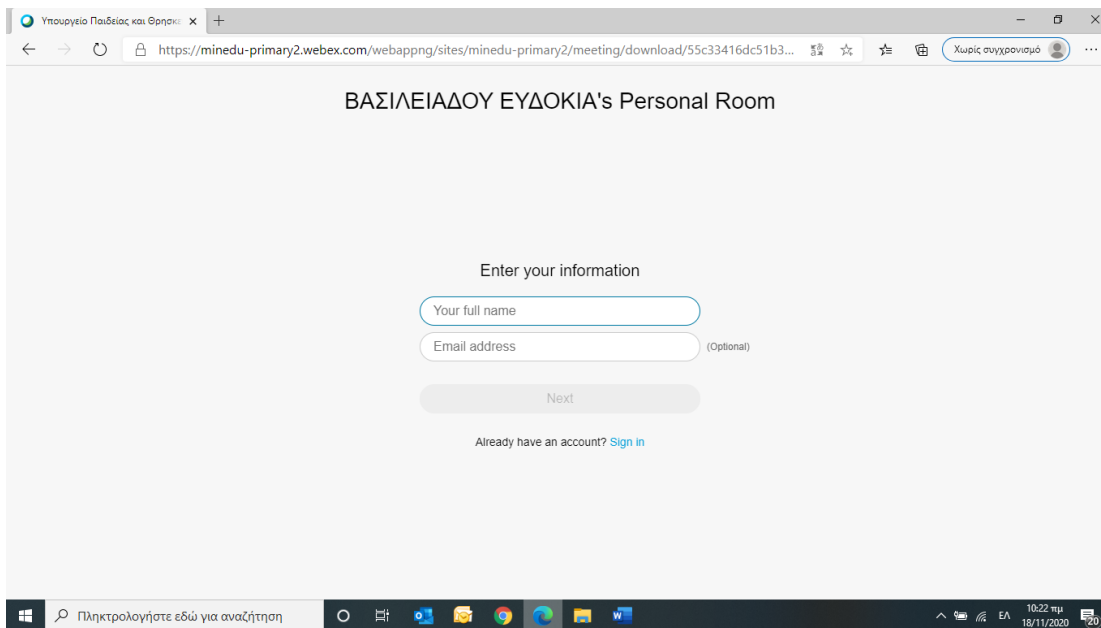 Υπουργείο Παιδείας και Θρησκε
https://minedu-primary2.webex.com/webappng/sites/minedu-primary2/meeting/download/55c33416dc51b3...
Χωρίς συγχρονισμό
ΒΑΣΙΛΕΙΑΔΟΥ ΕΥΔΟΚΙΑ's Personal Room
Enter your information
Your full name
Email address (Optional)
Next
Already have an account? Sign in
Πληκτρολογήστε εδώ για αναζήτηση
ΕΛ
10:22 πμ
18/11/2020
20